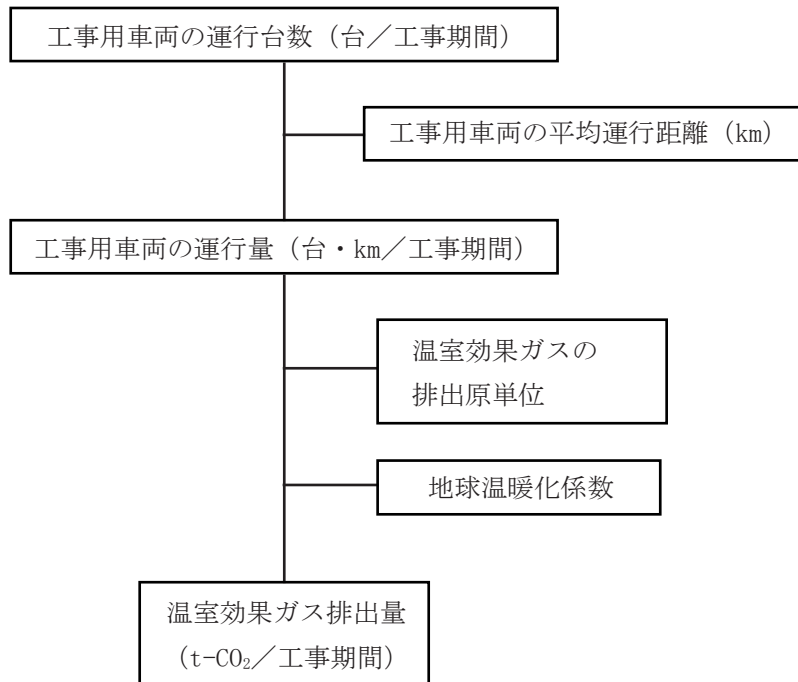 工事用車両の運行台数（台／工事期間）
工事用車両の平均運行距離（km）
工事用車両の運行量（台・km／工事期間）
温室効果ガスの
排出原単位
地球温暖化係数
温室効果ガス排出量
（t-CO₂／工事期間）